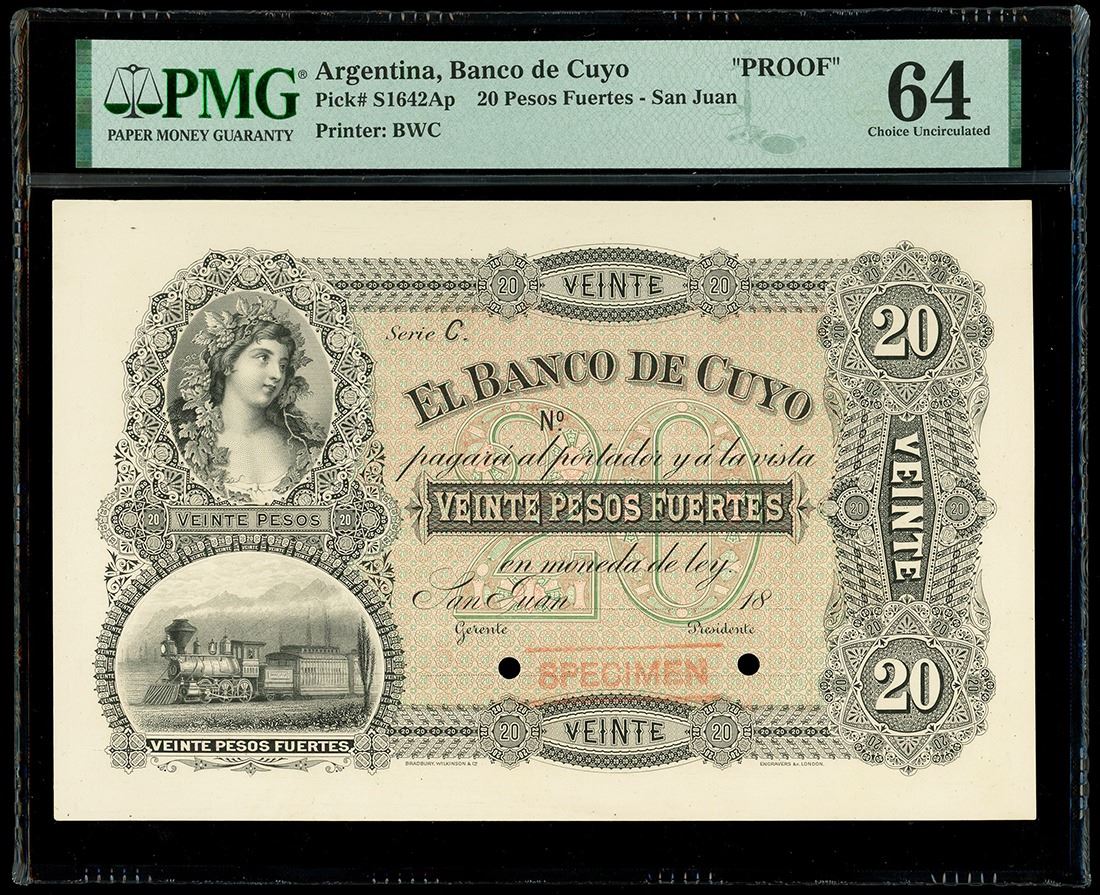 PMG®
PAPER MONEY GUARANTY
Argentina, Banco de Cuyo
Pick# S1642Ap 20 Pesos Fuertes - San Juan
Printer: BWC
"PROOF"
64
Choice Uncirculated
20 VEINTE 20
Serie C.
EL BANCO DE CUYO
Nº
pagará al portador y á la vista
VEINTE PESOS FUERTES
20
en moneda de ley.
San Juan 18
Gerente Presidente
SPECIMEN
20 VEINTE 20
20 VEINTE PESOS 20
VEINTE PESOS FUERTES
20
20 VEINTE 20
20
BRADBURY, WILKINSON & Cº
ENGRAVERS &c. LONDON.